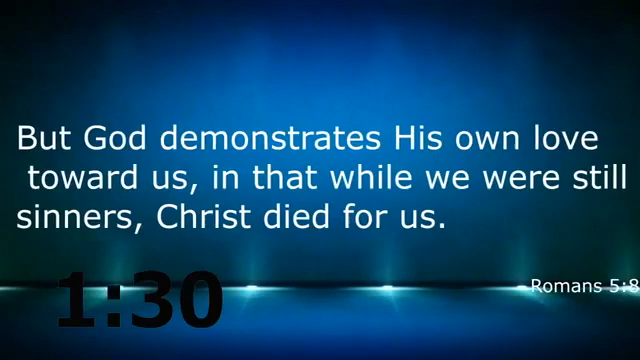 But God demonstrates His own love
toward us, in that while we were still
sinners, Christ died for us.
Romans 5:8
1:30